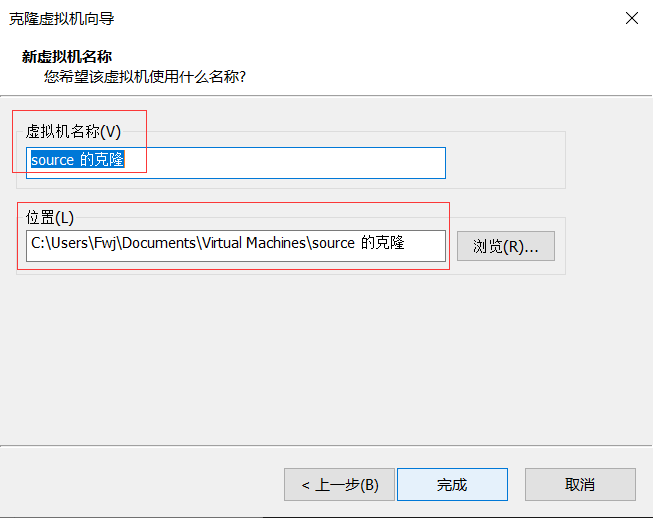 克隆虚拟机向导
新虚拟机名称
您希望该虚拟机使用什么名称?
虚拟机名称(V)
source 的克隆
位置(L)
C:\Users\Fwj\Documents\Virtual Machines\source 的克隆
浏览(R)...
< 上一步(B)
完成
取消